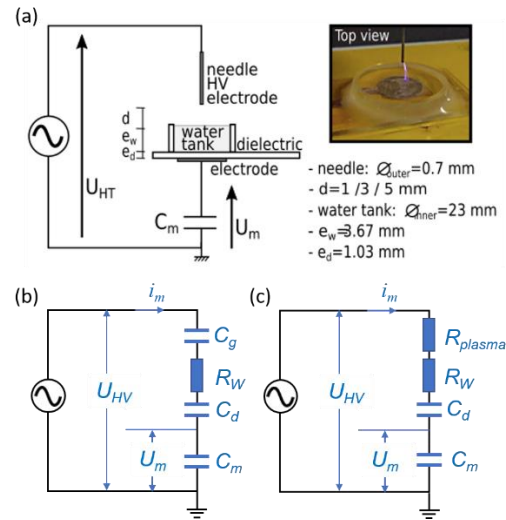 (a)
Top view
needle
HV
electrode
d
e_w
e_d
water
tank
dielectric
electrode
U_HT
C_m
U_m
- needle: Ø_outer=0.7 mm
- d=1 /3 / 5 mm
- water tank: Ø_inner=23 mm
- e_w=3.67 mm
- e_d=1.03 mm
(b)
i_m
C_g
R_W
U_HV
C_d
U_m
C_m
(c)
i_m
R_plasma
R_W
U_HV
C_d
U_m
C_m